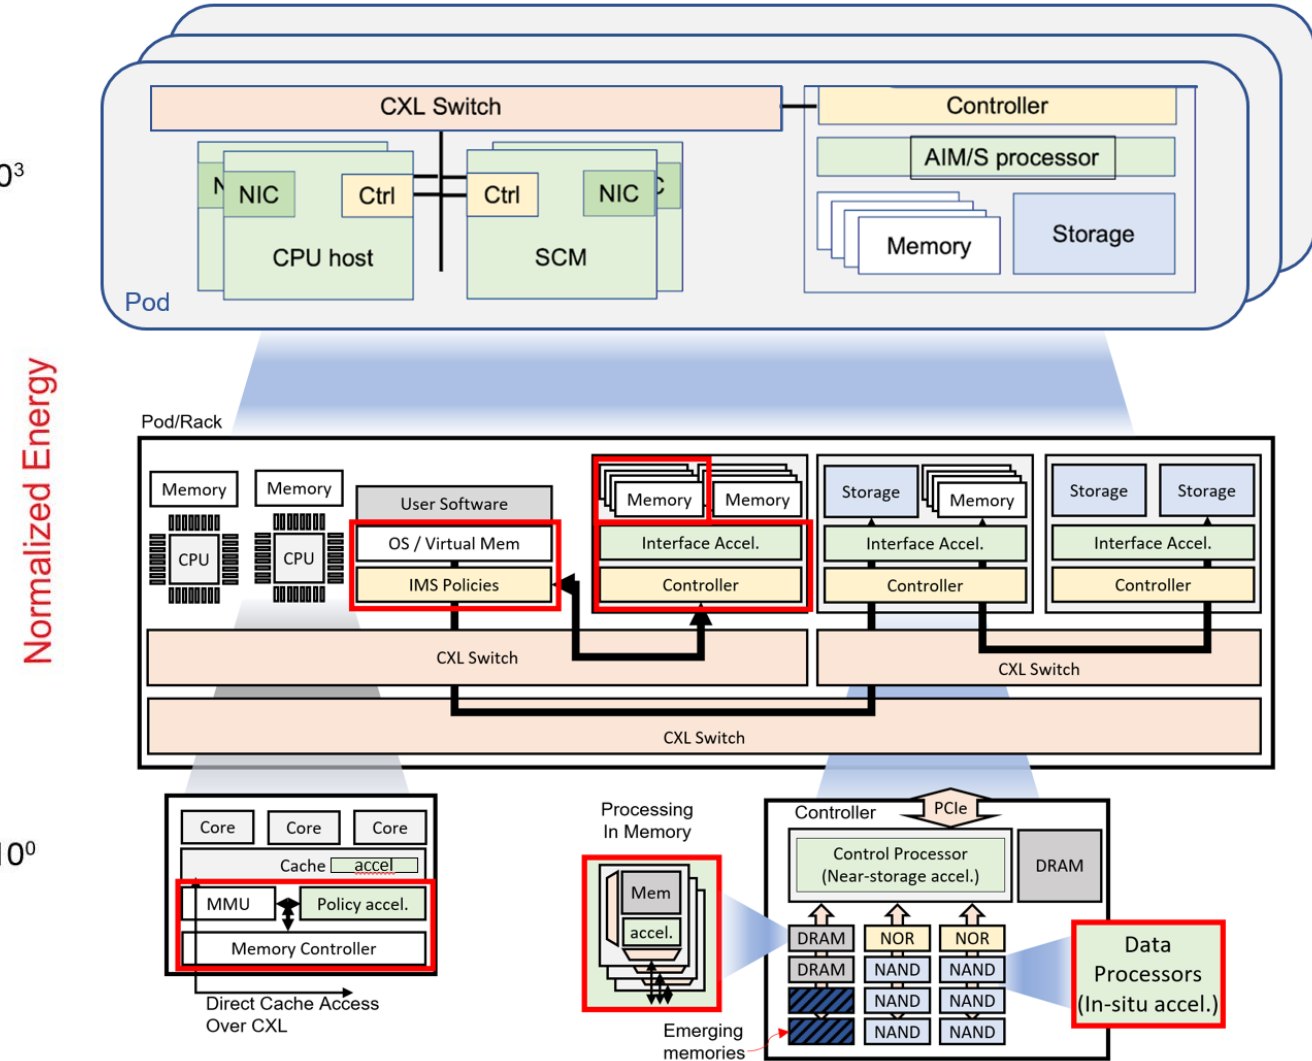 CXL Switch
Controller
AIM/S processor
NIC
Ctrl
Ctrl
NIC
C
CPU host
SCM
Memory
Storage
Pod
0³
Normalized Energy
10⁰
Pod/Rack
Memory
Memory
CPU
CPU
User Software
OS / Virtual Mem
IMS Policies
Memory
Memory
Interface Accel.
Controller
Storage
Memory
Interface Accel.
Controller
Storage
Storage
Interface Accel.
Controller
CXL Switch
CXL Switch
CXL Switch
Core
Core
Core
Cache
accel
MMU
Policy accel.
Memory Controller
Direct Cache Access
Over CXL
Processing
In Memory
Mem
accel.
Controller
PCIe
Control Processor
(Near-storage accel.)
DRAM
DRAM
NOR
NOR
DRAM
NAND
NAND
NAND
NAND
NAND
NAND
Emerging
memories
Data
Processors
(In-situ accel.)